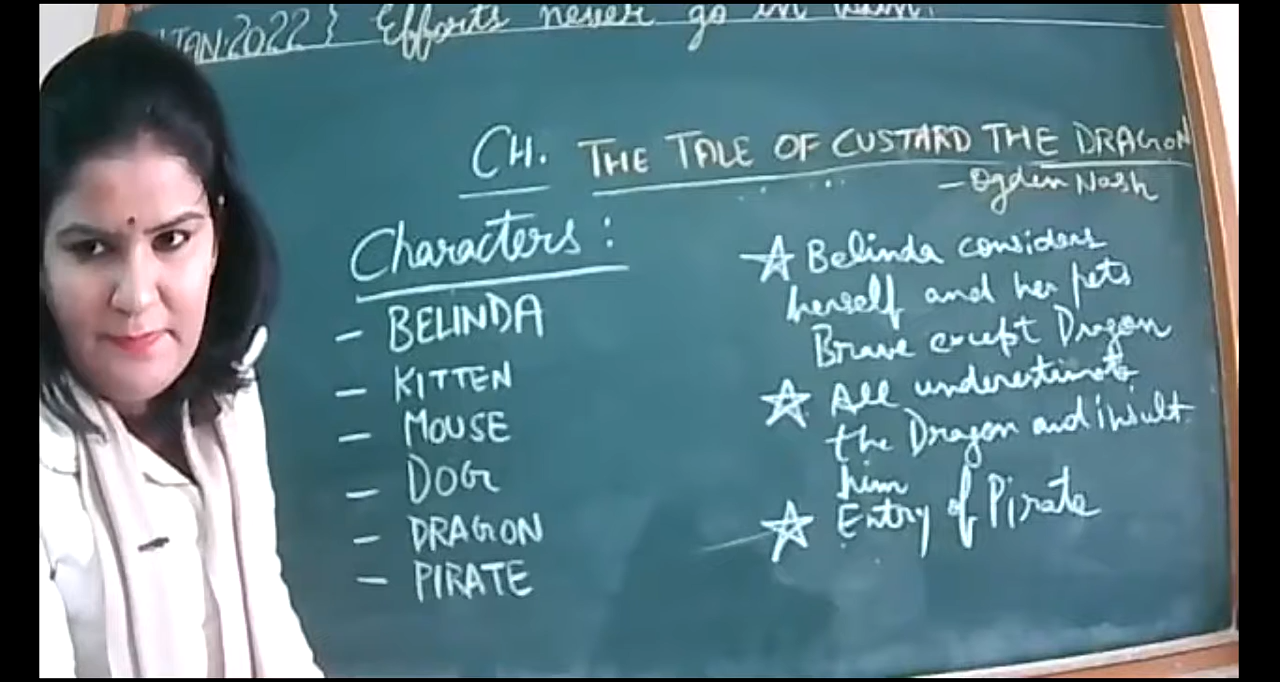 JAN·2022} Efforts never go in vain.
CH. THE TALE OF CUSTARD THE DRAGON
- Ogden Nash
Characters :
- BELINDA
- KITTEN
- MOUSE
- DOG
- DRAGON
- PIRATE
☆ Belinda considers
herself and her pets
Brave except Dragon
☆ All underestimate
the Dragon and insult
him
☆ Entry of Pirate